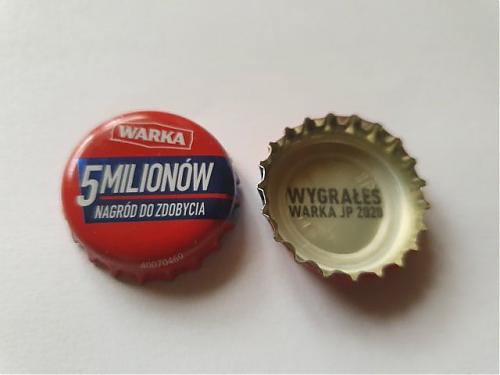 WARKA
5 MILIONÓW
NAGRÓD DO ZDOBYCIA
40070469
WYGRAŁEŚ
WARKA JP 2020